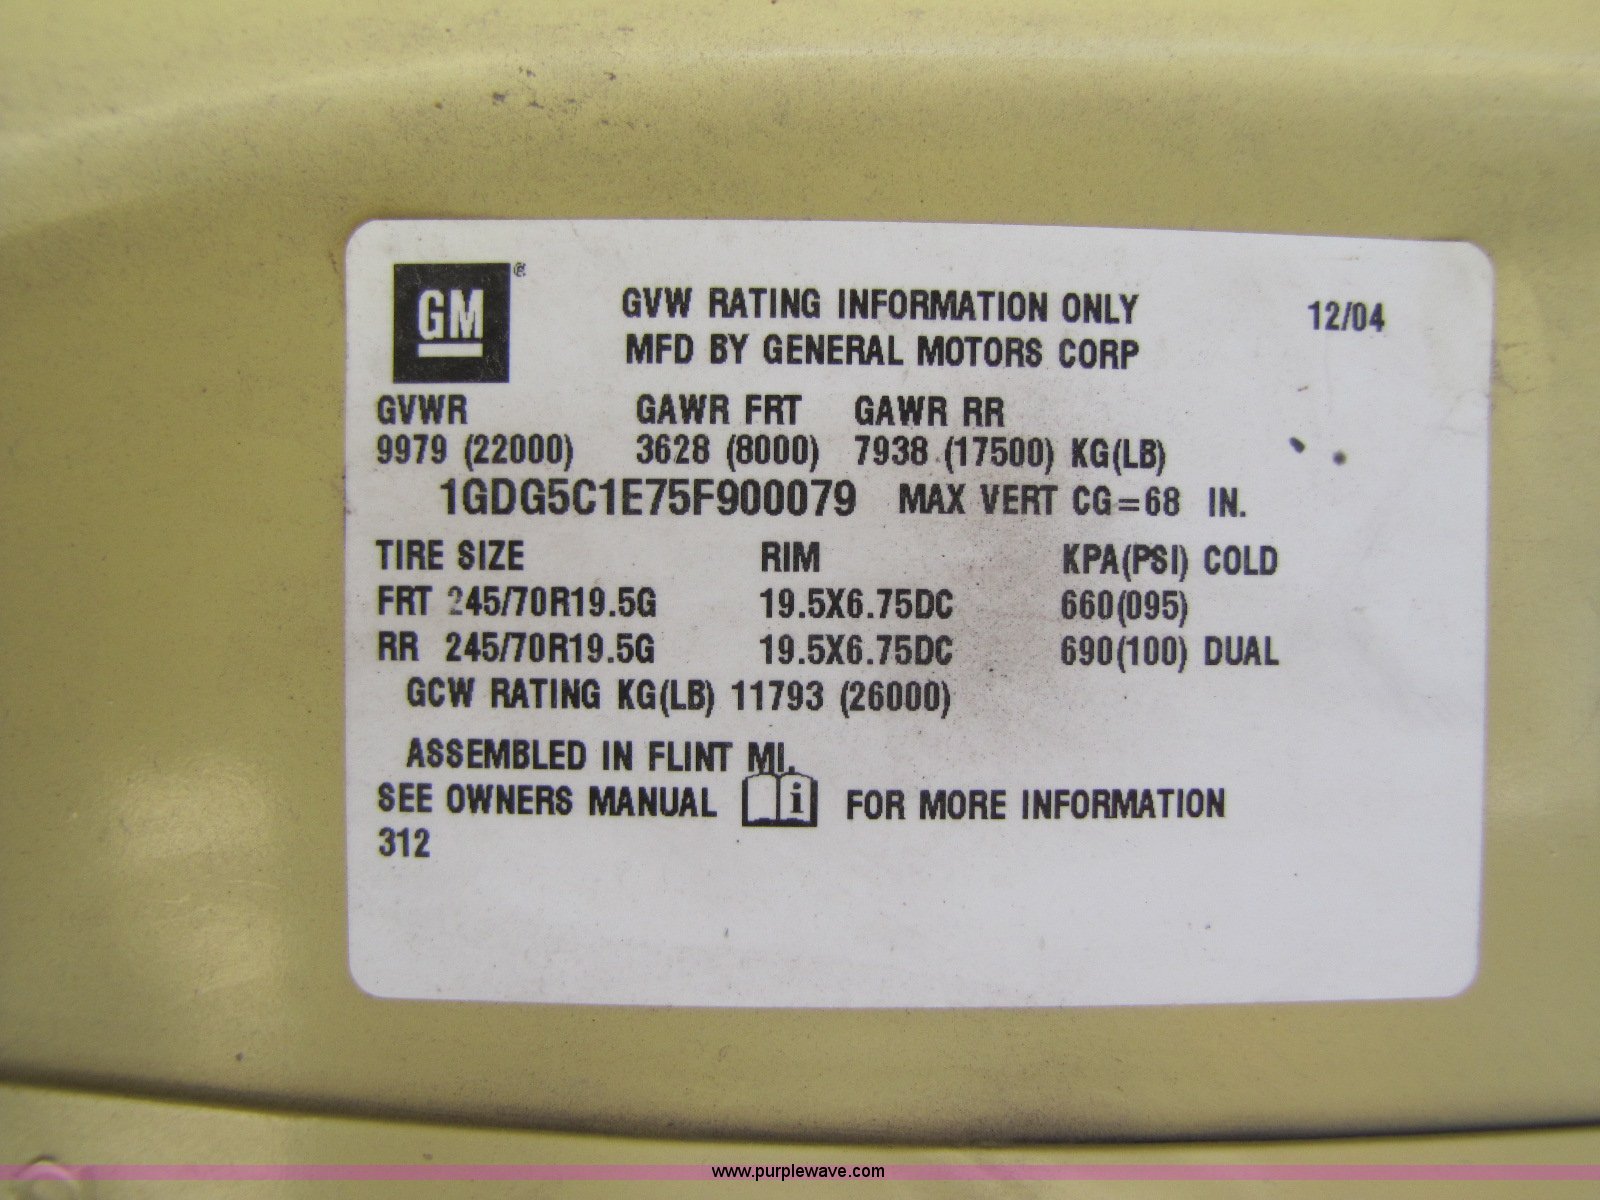 GM®
GVW RATING INFORMATION ONLY 12/04
MFD BY GENERAL MOTORS CORP
GVWR GAWR FRT GAWR RR
9979 (22000) 3628 (8000) 7938 (17500) KG(LB)
1GDG5C1E75F900079 MAX VERT CG=68 IN.
TIRE SIZE RIM KPA(PSI) COLD
FRT 245/70R19.5G 19.5X6.75DC 660(095)
RR 245/70R19.5G 19.5X6.75DC 690(100) DUAL
GCW RATING KG(LB) 11793 (26000)
ASSEMBLED IN FLINT MI.
SEE OWNERS MANUAL i FOR MORE INFORMATION
312
www.purplewave.com